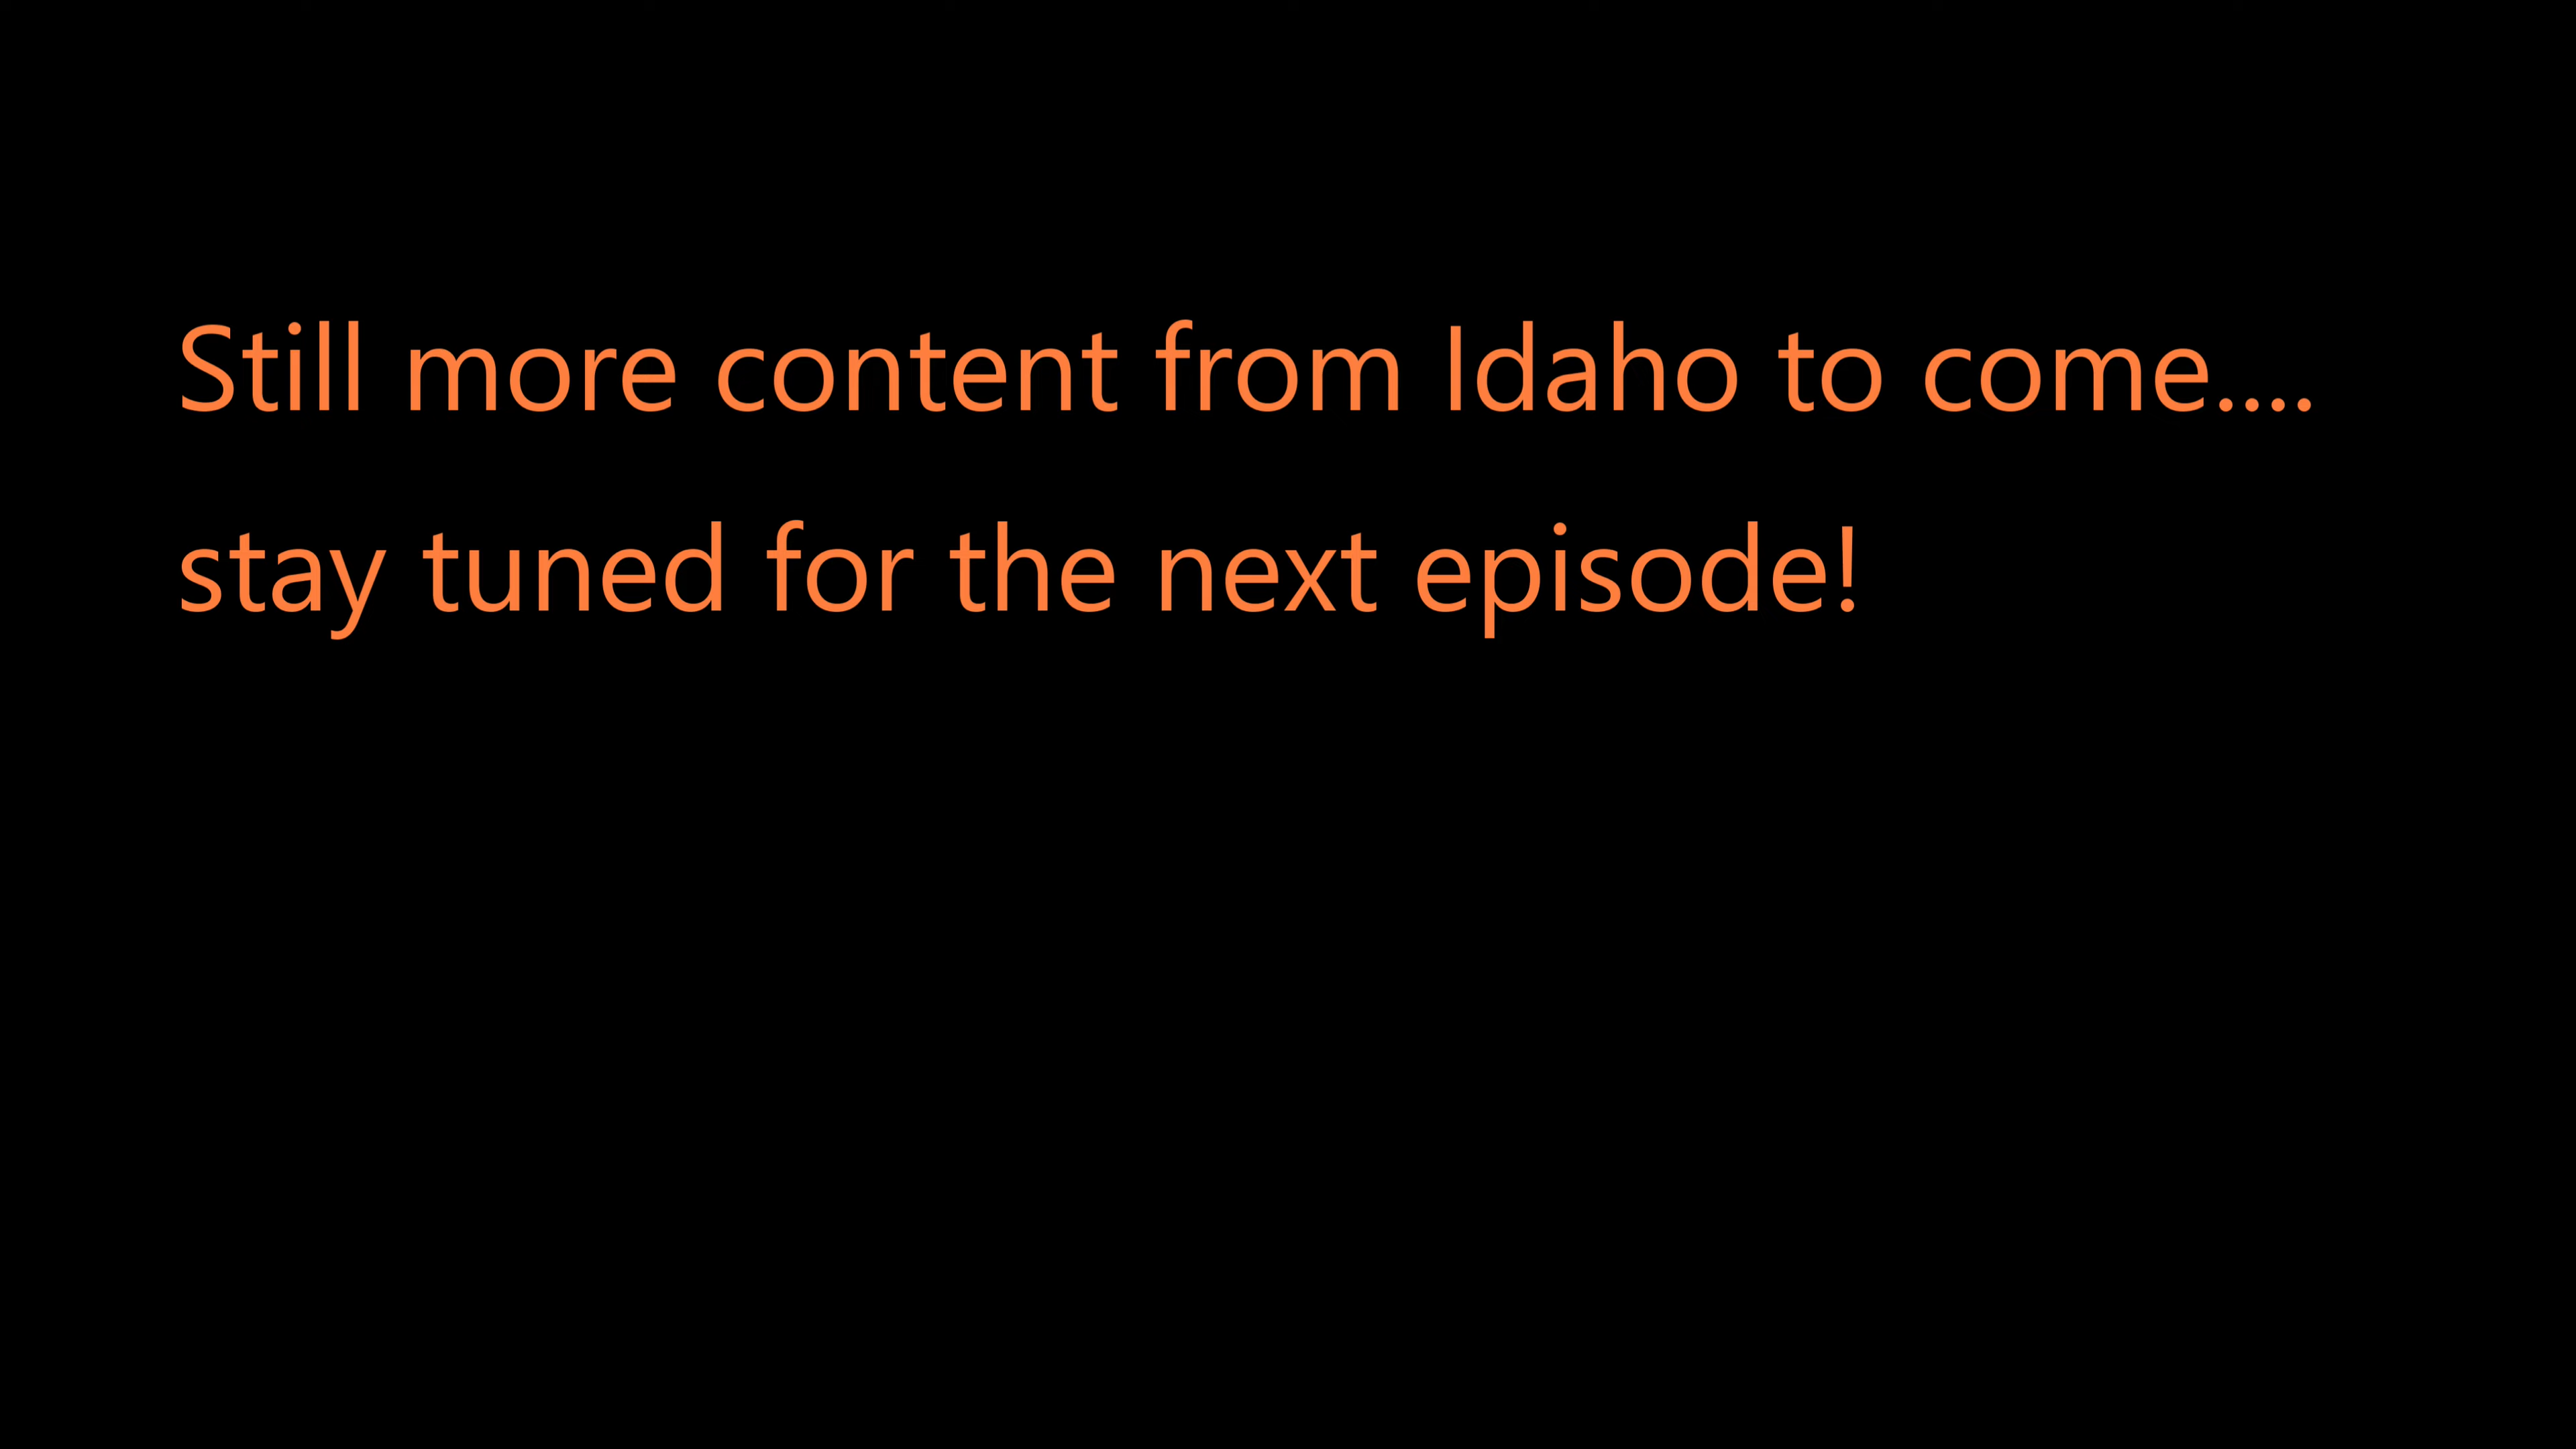 Still more content from Idaho to come....
stay tuned for the next episode!